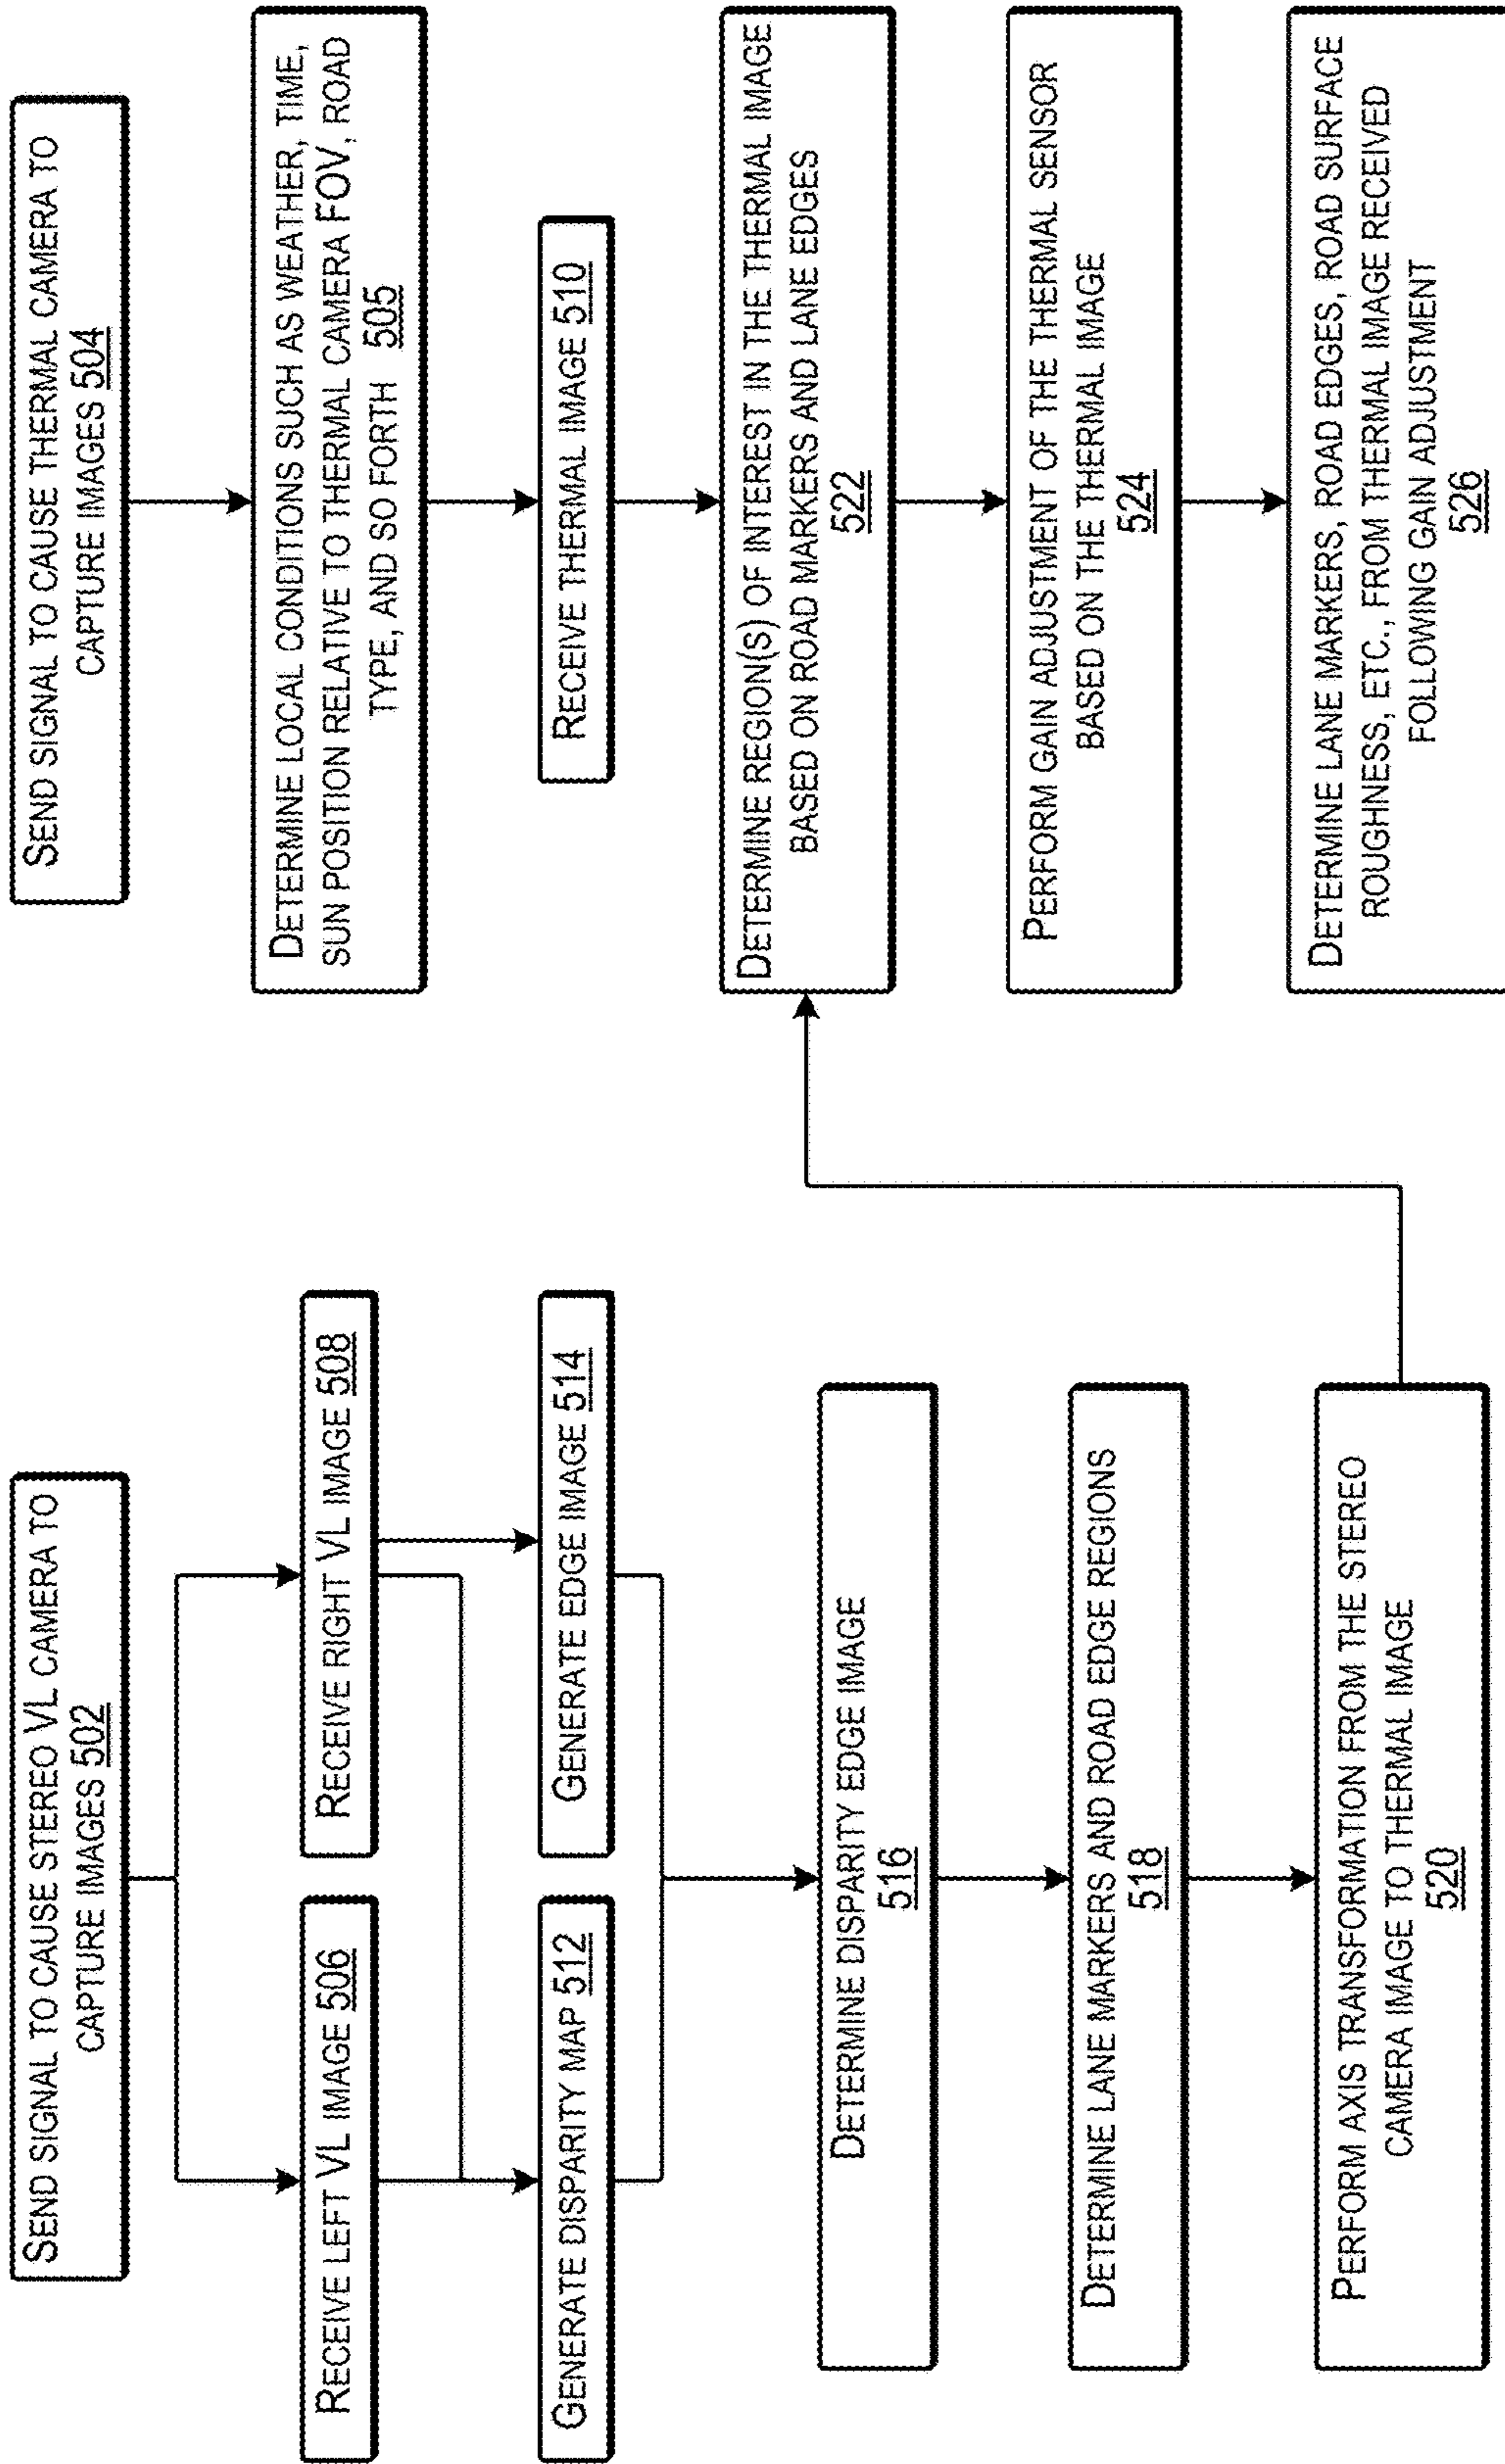 SEND SIGNAL TO CAUSE STEREO VL CAMERA TO
CAPTURE IMAGES 502
RECEIVE LEFT VL IMAGE 506
RECEIVE RIGHT VL IMAGE 508
GENERATE DISPARITY MAP 512
GENERATE EDGE IMAGE 514
DETERMINE DISPARITY EDGE IMAGE
516
DETERMINE LANE MARKERS AND ROAD EDGE REGIONS
518
PERFORM AXIS TRANSFORMATION FROM THE STEREO
CAMERA IMAGE TO THERMAL IMAGE
520
SEND SIGNAL TO CAUSE THERMAL CAMERA TO
CAPTURE IMAGES 504
DETERMINE LOCAL CONDITIONS SUCH AS WEATHER, TIME,
SUN POSITION RELATIVE TO THERMAL CAMERA FOV, ROAD
TYPE, AND SO FORTH 505
RECEIVE THERMAL IMAGE 510
DETERMINE REGION(S) OF INTEREST IN THE THERMAL IMAGE
BASED ON ROAD MARKERS AND LANE EDGES
522
PERFORM GAIN ADJUSTMENT OF THE THERMAL SENSOR
BASED ON THE THERMAL IMAGE
524
DETERMINE LANE MARKERS, ROAD EDGES, ROAD SURFACE
ROUGHNESS, ETC., FROM THERMAL IMAGE RECEIVED
FOLLOWING GAIN ADJUSTMENT
526